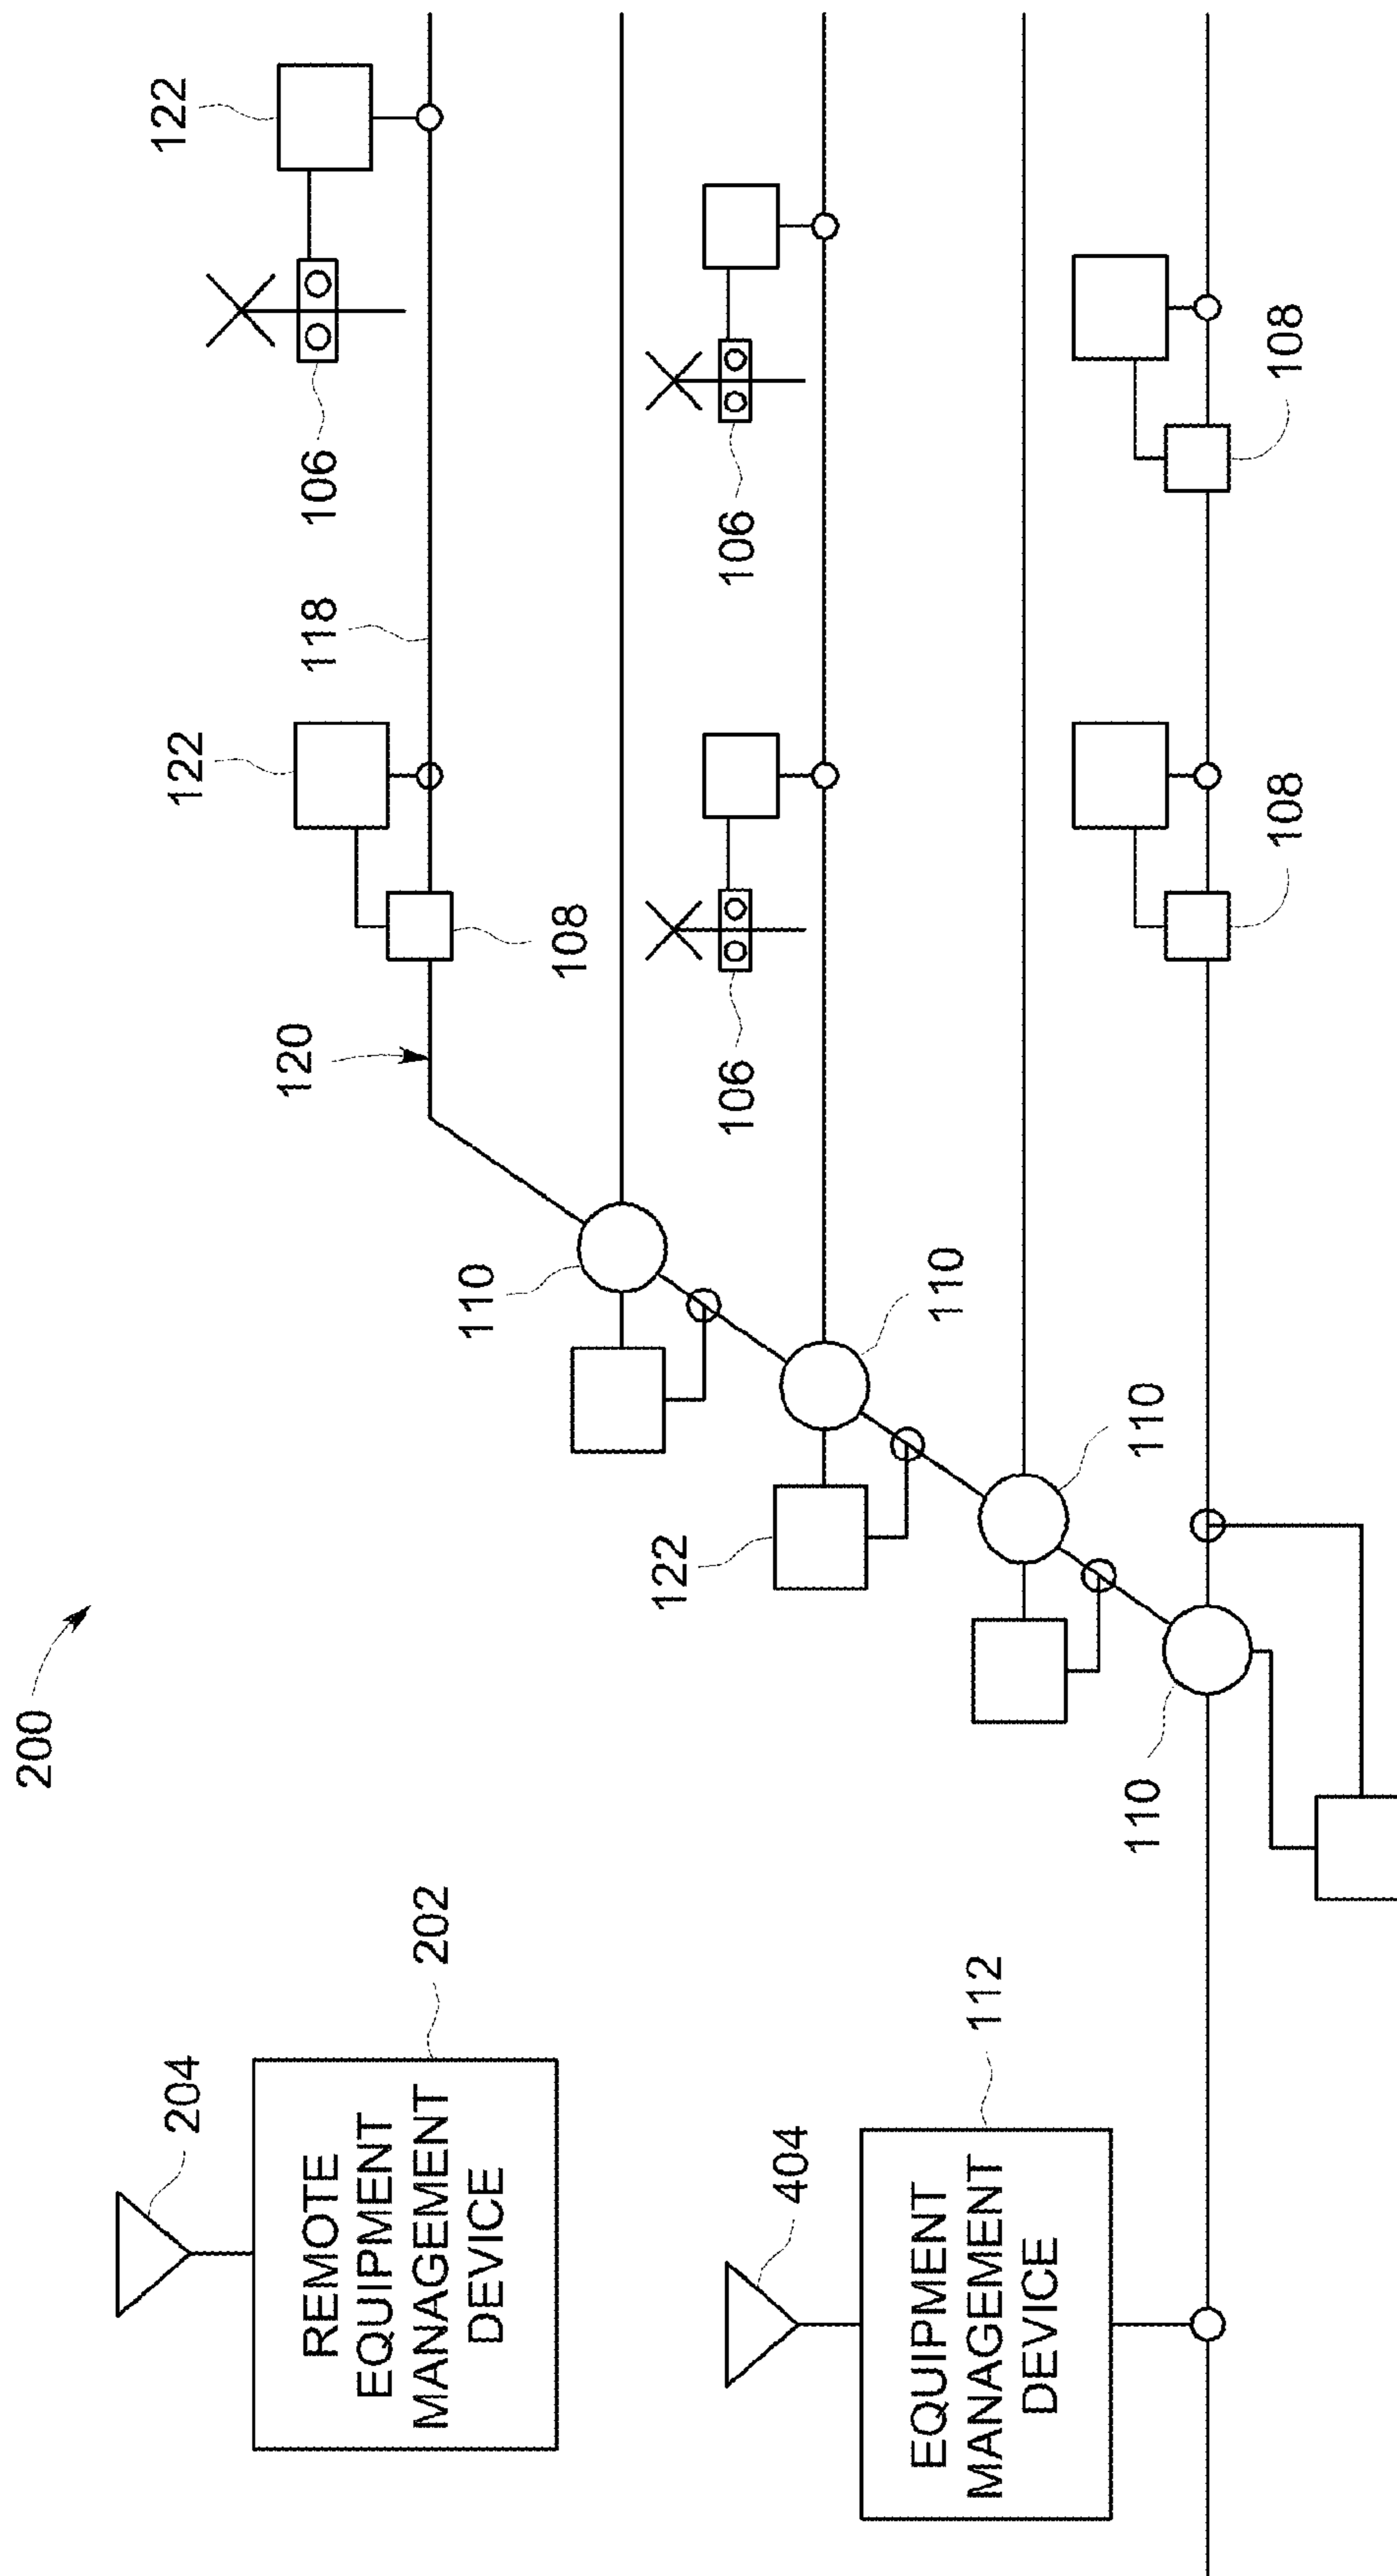 200
204
122
122
REMOTE
EQUIPMENT
MANAGEMENT
DEVICE
202
120
118
106
110
108
122
106
106
404
EQUIPMENT
MANAGEMENT
DEVICE
112
110
110
110
108
108